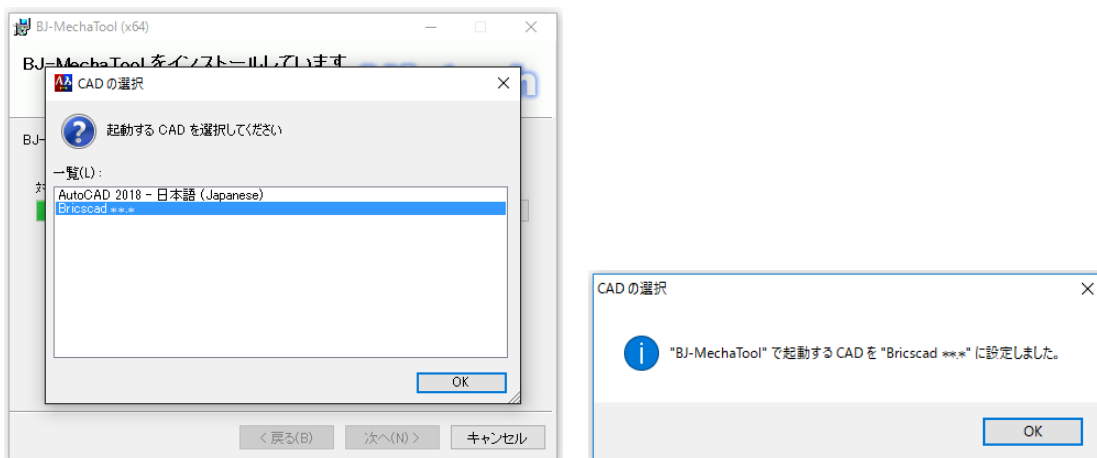 BJ-MechaTool (x64)
BJ-MechaTool をインストールしています
CAD の選択
起動する CAD を選択してください
BJ-
一覧(L) :
対
AutoCAD 2018 - 日本語 (Japanese)
Bricscad **.*
OK
< 戻る(B)
次へ(N) >
キャンセル
CAD の選択
"BJ-MechaTool" で起動する CAD を "Bricscad **.*" に設定しました。
OK